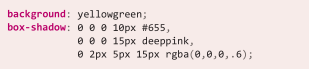 background: yellowgreen;
box-shadow: 0 0 0 10px #655,
0 0 0 15px deeppink,
0 2px 5px 15px rgba(0,0,0,.6);